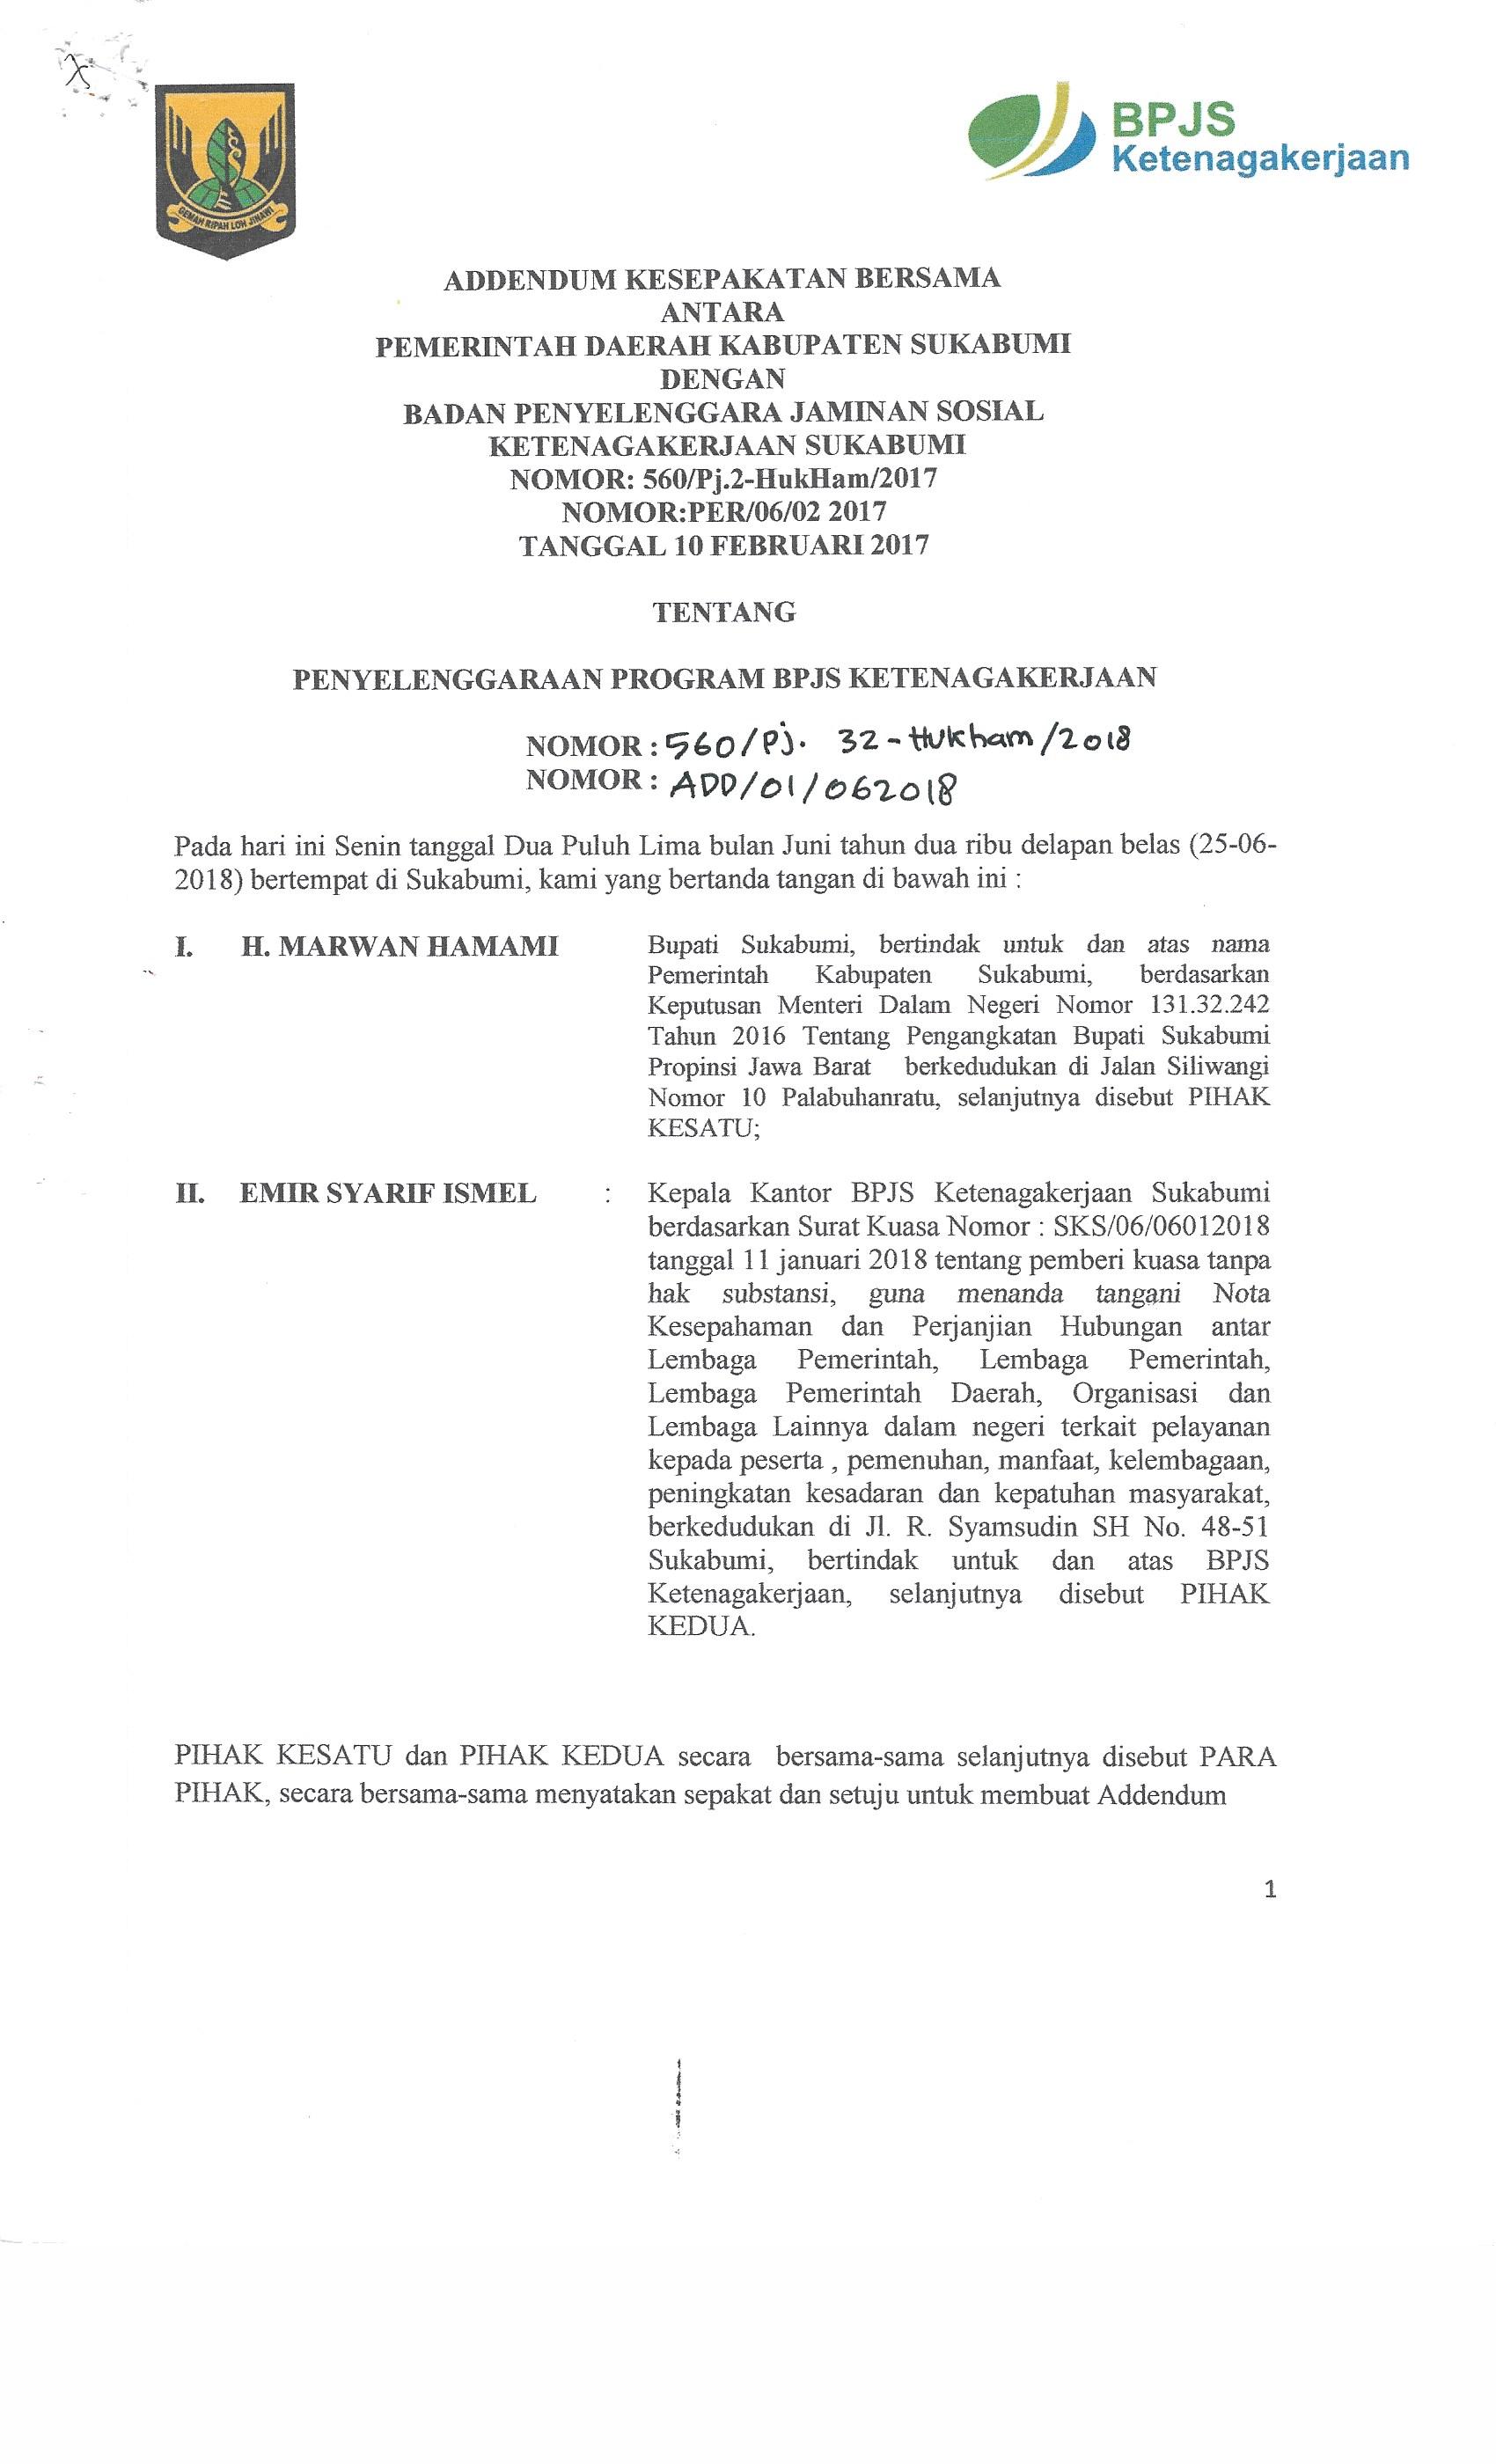 GEMAH RIPAH LOH JINAWI
BPJS
Ketenagakerjaan
ADDENDUM KESEPAKATAN BERSAMA
ANTARA
PEMERINTAH DAERAH KABUPATEN SUKABUMI
DENGAN
BADAN PENYELENGGARA JAMINAN SOSIAL
KETENAGAKERJAAN SUKABUMI
NOMOR: 560/Pj.2-HukHam/2017
NOMOR:PER/06/02 2017
TANGGAL 10 FEBRUARI 2017
TENTANG
PENYELENGGARAAN PROGRAM BPJS KETENAGAKERJAAN
NOMOR : 560/Pj. 32-Hukham/2018
NOMOR : ADD/01/062018
Pada hari ini Senin tanggal Dua Puluh Lima bulan Juni tahun dua ribu delapan belas (25-06-
2018) bertempat di Sukabumi, kami yang bertanda tangan di bawah ini :
I. H. MARWAN HAMAMI Bupati Sukabumi, bertindak untuk dan atas nama
Pemerintah Kabupaten Sukabumi, berdasarkan
Keputusan Menteri Dalam Negeri Nomor 131.32.242
Tahun 2016 Tentang Pengangkatan Bupati Sukabumi
Propinsi Jawa Barat berkedudukan di Jalan Siliwangi
Nomor 10 Palabuhanratu, selanjutnya disebut PIHAK
KESATU;
II. EMIR SYARIF ISMEL : Kepala Kantor BPJS Ketenagakerjaan Sukabumi
berdasarkan Surat Kuasa Nomor : SKS/06/06012018
tanggal 11 januari 2018 tentang pemberi kuasa tanpa
hak substansi, guna menanda tangani Nota
Kesepahaman dan Perjanjian Hubungan antar
Lembaga Pemerintah, Lembaga Pemerintah,
Lembaga Pemerintah Daerah, Organisasi dan
Lembaga Lainnya dalam negeri terkait pelayanan
kepada peserta , pemenuhan, manfaat, kelembagaan,
peningkatan kesadaran dan kepatuhan masyarakat,
berkedudukan di Jl. R. Syamsudin SH No. 48-51
Sukabumi, bertindak untuk dan atas BPJS
Ketenagakerjaan, selanjutnya disebut PIHAK
KEDUA.
PIHAK KESATU dan PIHAK KEDUA secara bersama-sama selanjutnya disebut PARA
PIHAK, secara bersama-sama menyatakan sepakat dan setuju untuk membuat Addendum
1